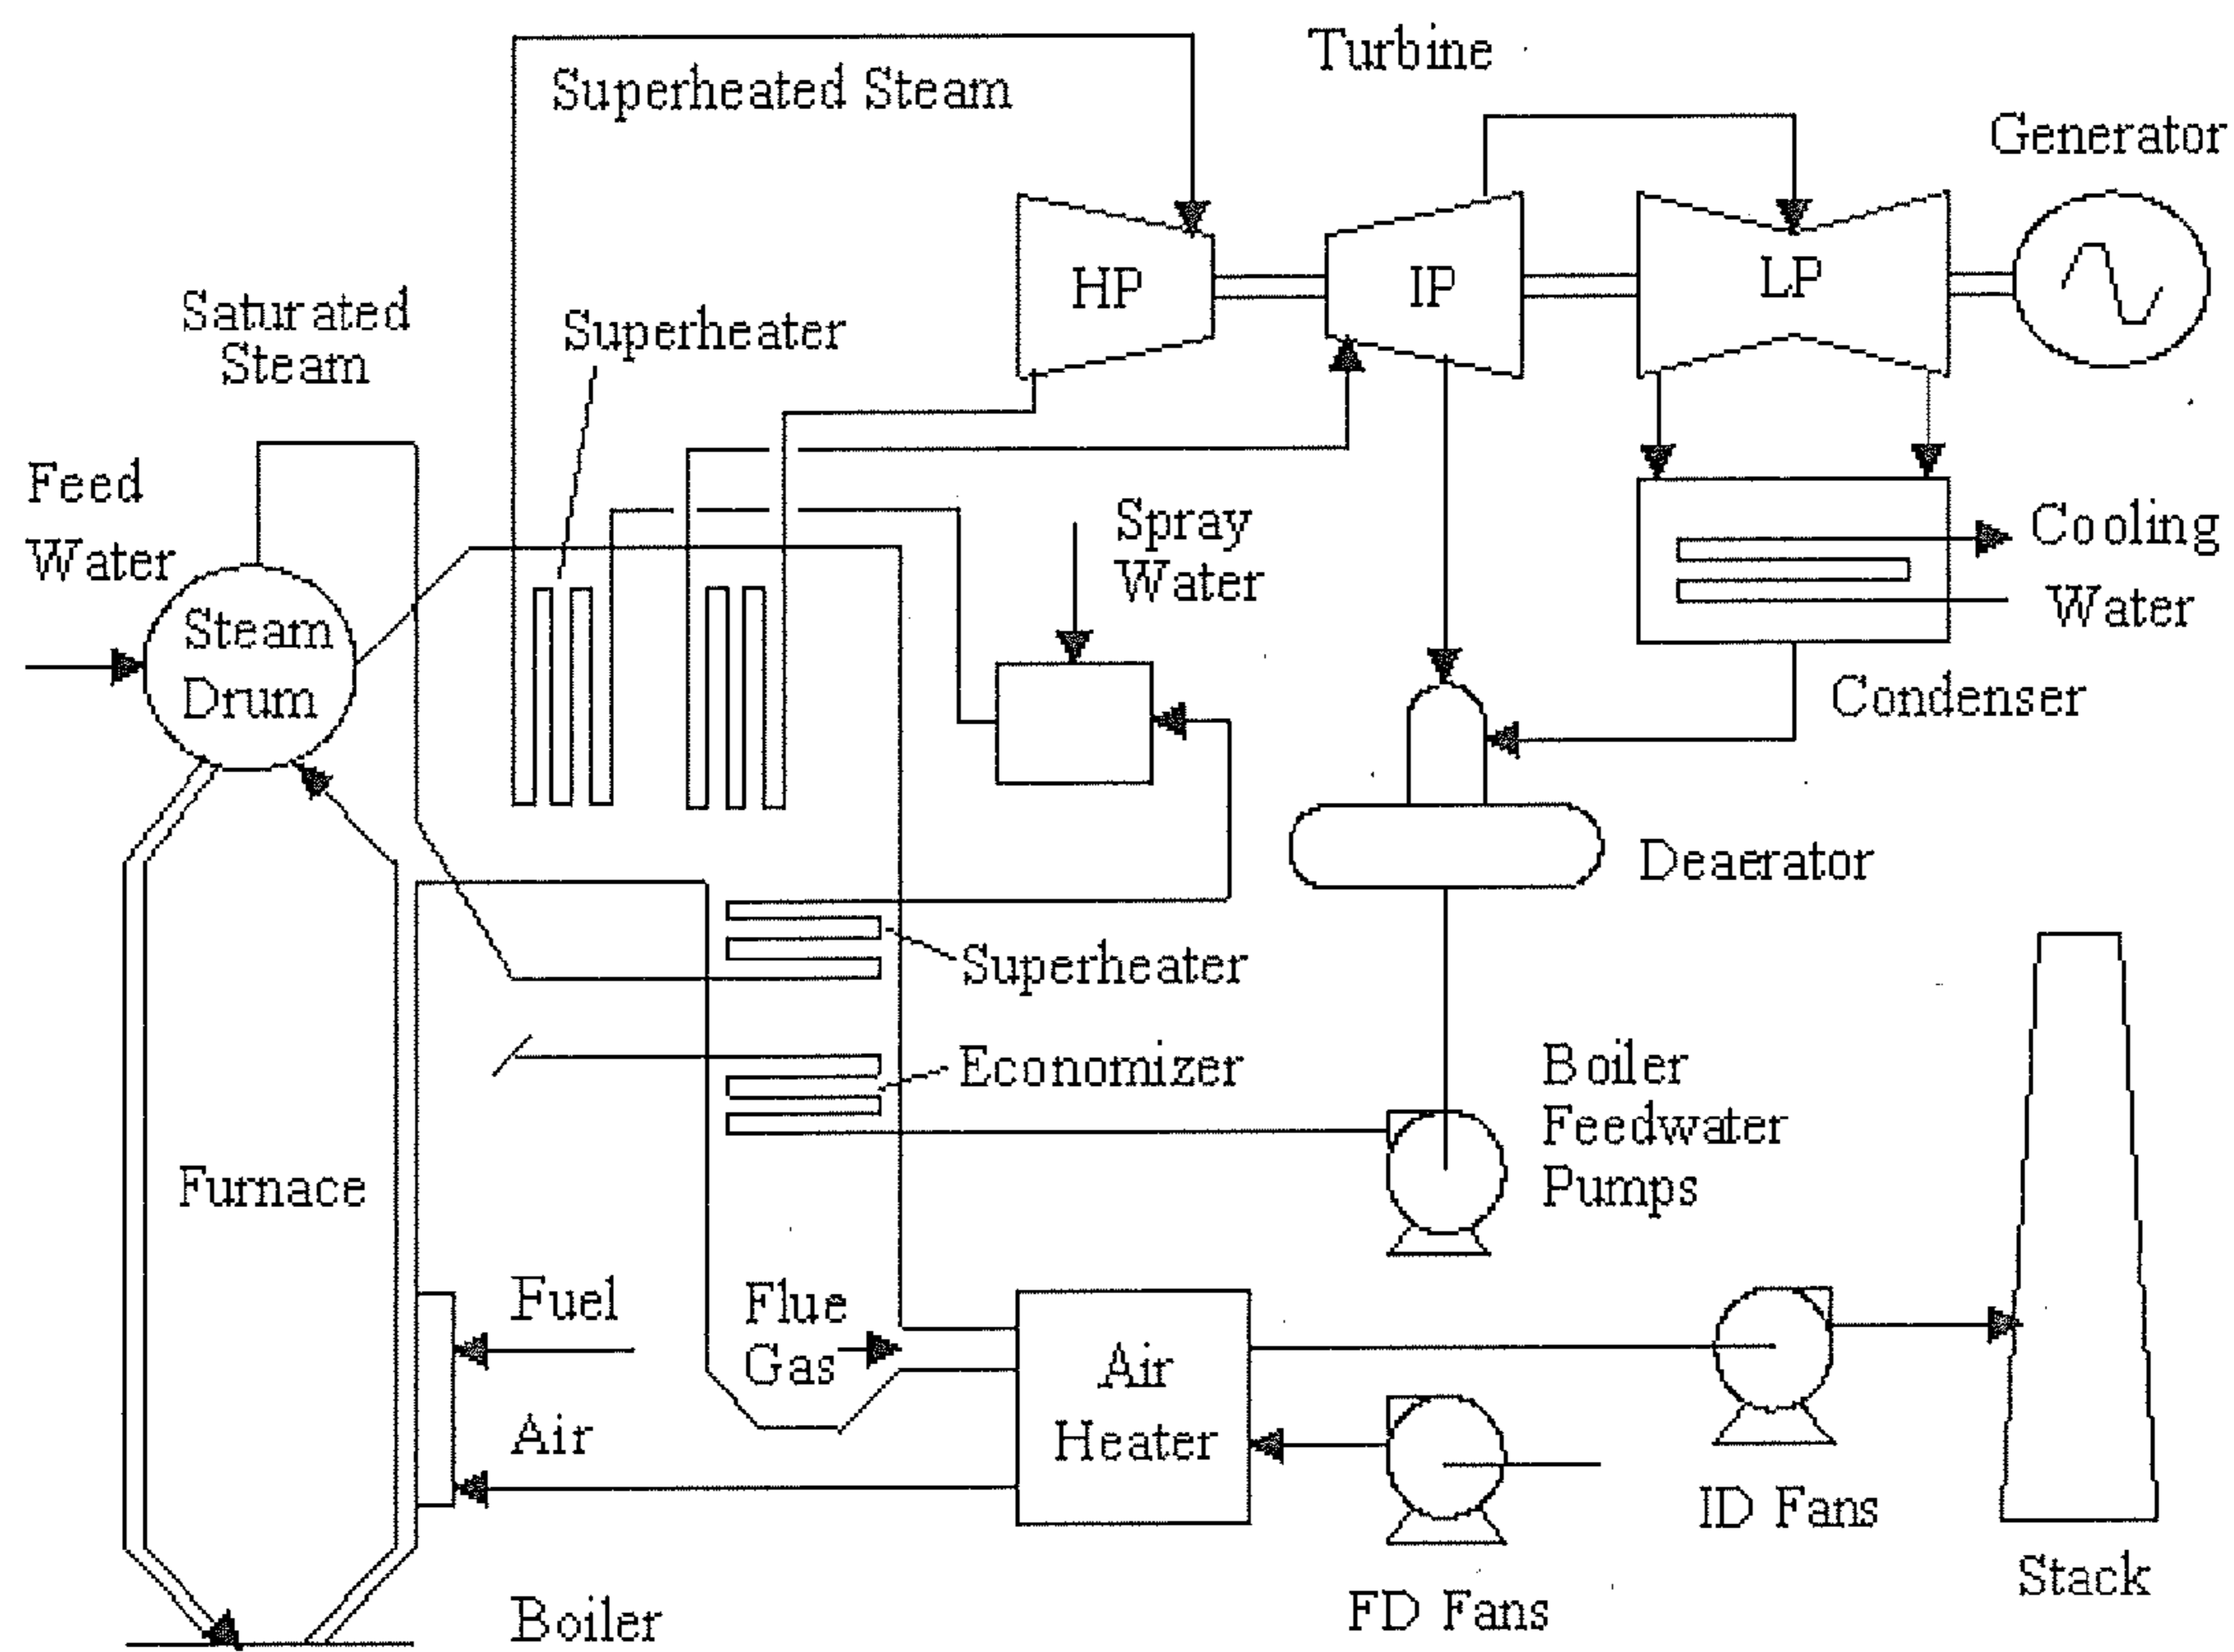 Turbine
Superheated Steam
Generator
HP
IP
LP
Saturated
Steam
Superheater
Feed
Water
Spray
Water
Cooling
Water
Steam
Drum
Condenser
Deaerator
Superheater
Economizer
Boiler
Feedwater
Pumps
Furnace
Fuel
Flue
Gas
Air
Heater
Air
ID Fans
Stack
FD Fans
Boiler